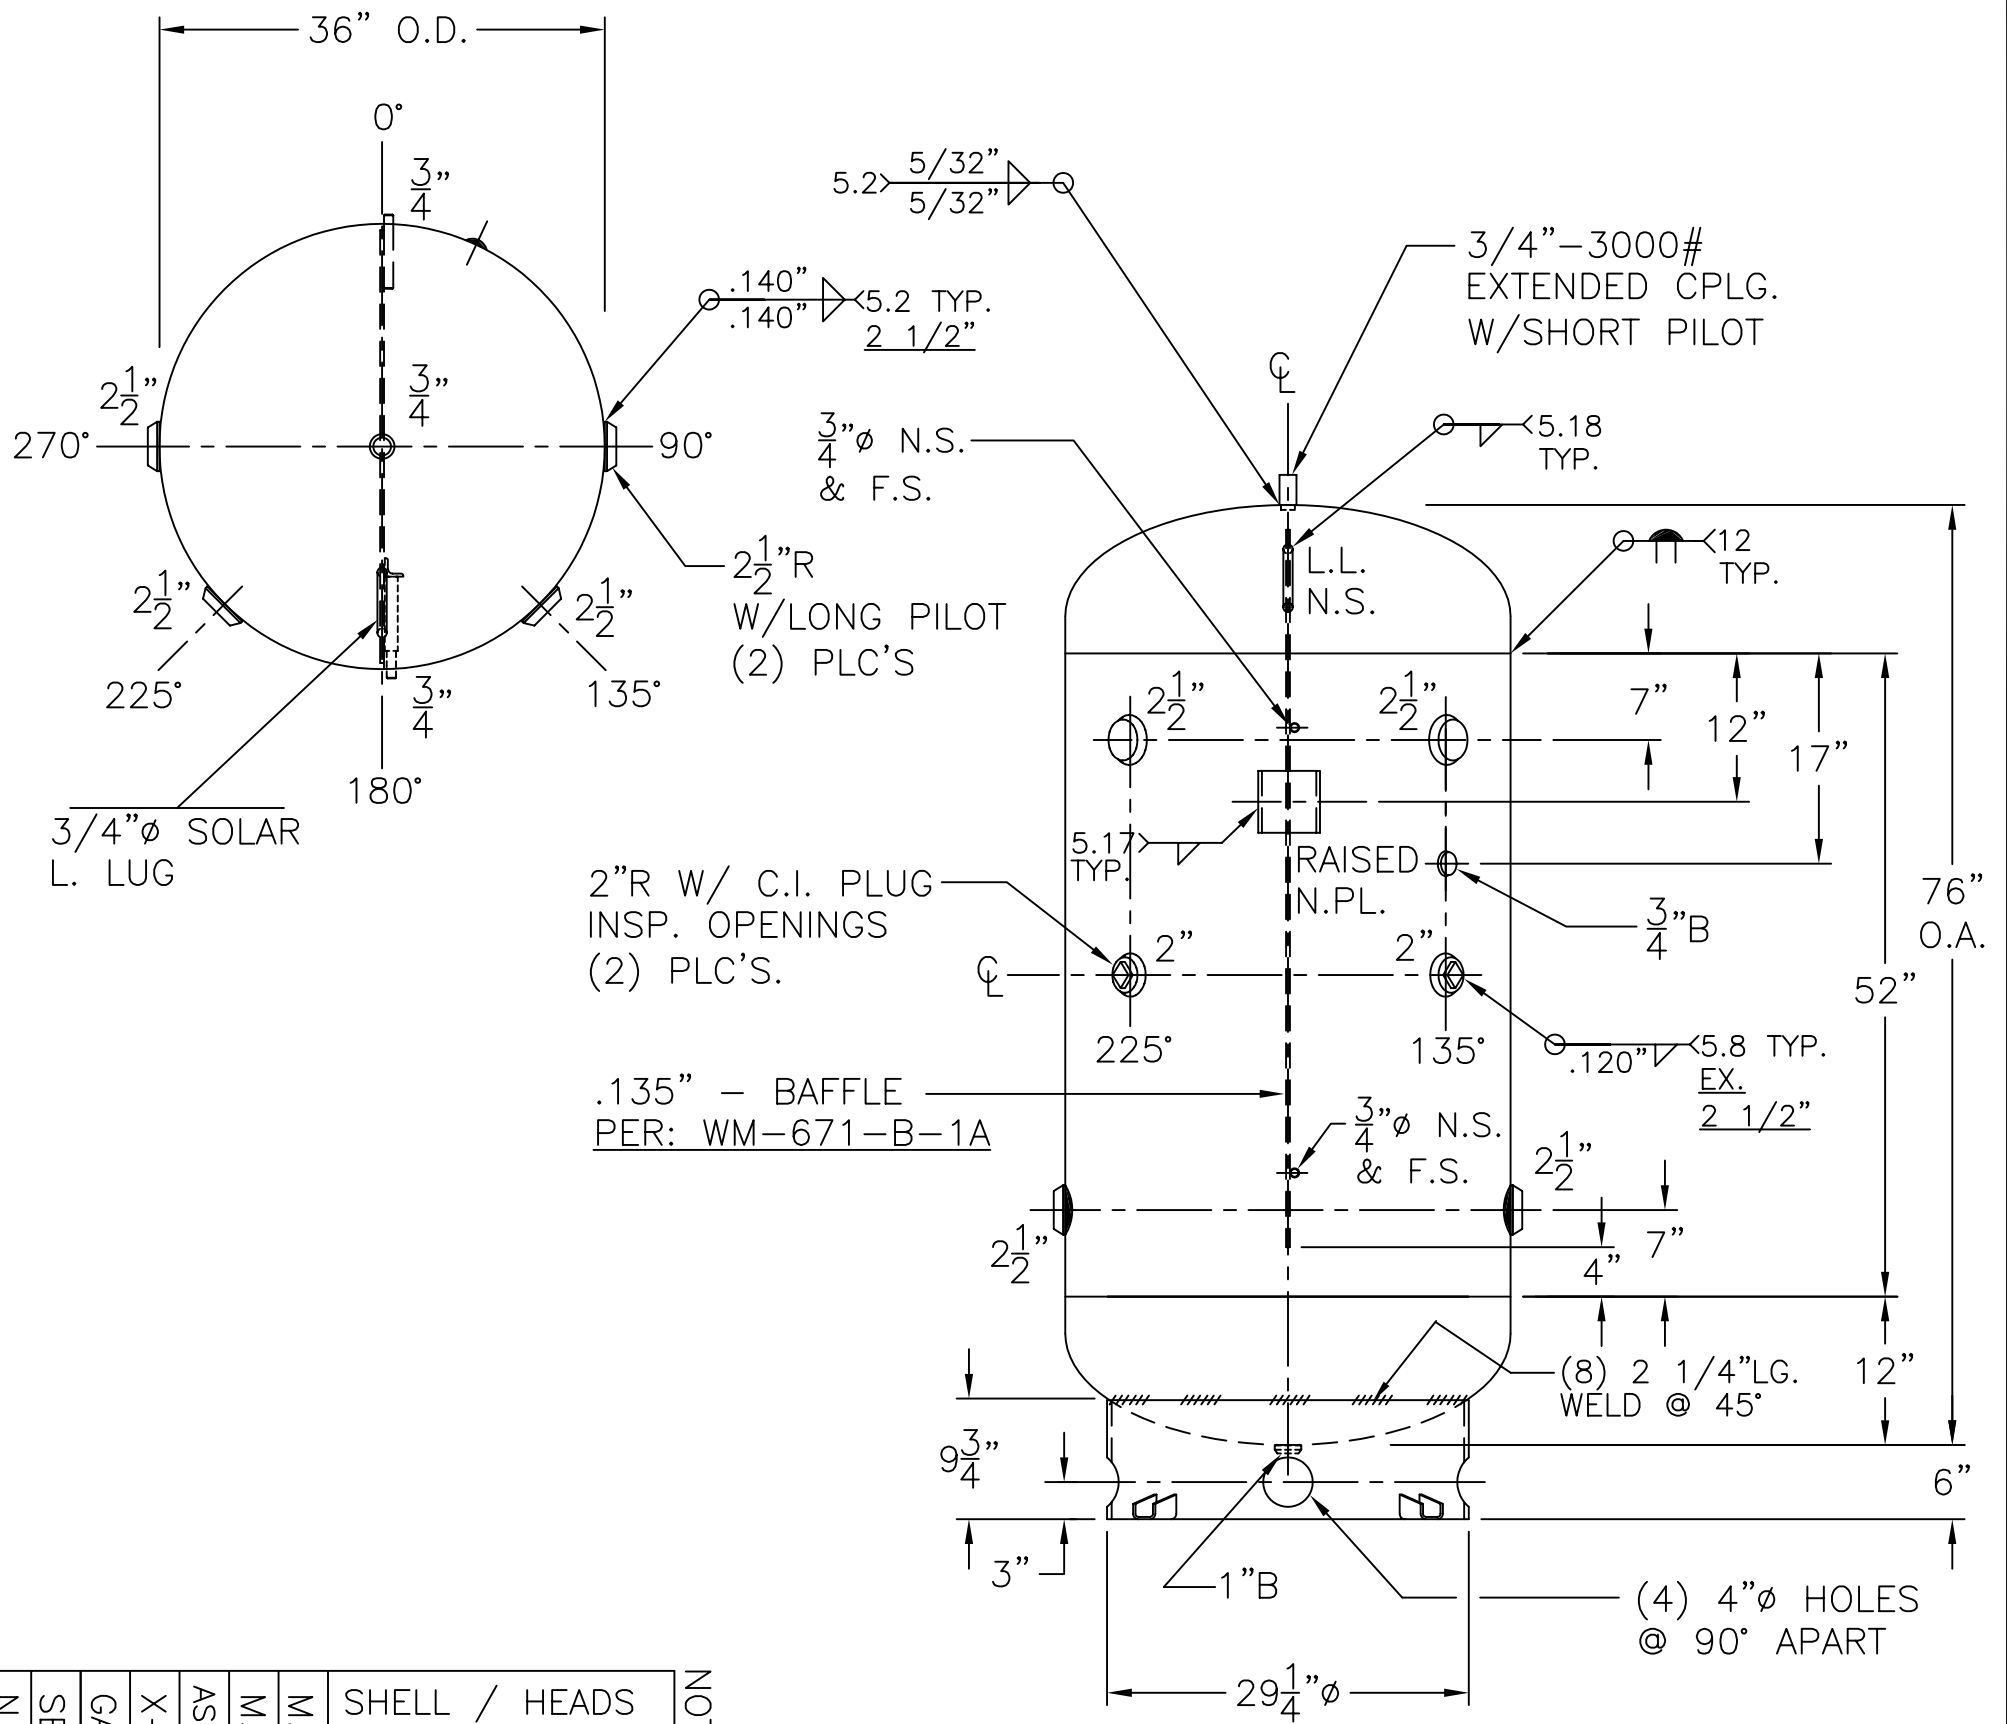 36" O.D.
0°
3/4"
2 1/2"
3/4"
270°
90°
2 1/2"
2 1/2"
225°
135°
3/4"
180°
3/4"ø SOLAR
L. LUG
.140"
.140"
5.2 TYP.
2 1/2"
2 1/2"R
W/LONG PILOT
(2) PLC'S
5.2
5/32"
5/32"
3/4"-3000#
EXTENDED CPLG.
W/SHORT PILOT
℄
3/4"ø N.S.
& F.S.
5.18
TYP.
L.L.
N.S.
12
TYP.
2 1/2"
2 1/2"
7"
12"
17"
5.17
TYP.
RAISED
N.PL.
3/4"B
76"
O.A.
2"R W/ C.I. PLUG
INSP. OPENINGS
(2) PLC'S.
℄
2"
2"
52"
225°
135°
.120"
5.8 TYP.
EX.
2 1/2"
.135" - BAFFLE
PER: WM-671-B-1A
3/4"ø N.S.
& F.S.
2 1/2"
2 1/2"
7"
4"
(8) 2 1/4"LG.
WELD @ 45°
12"
9 3/4"
6"
3"
1"B
(4) 4"ø HOLES
@ 90° APART
29 1/4"ø
SHELL / HEADS